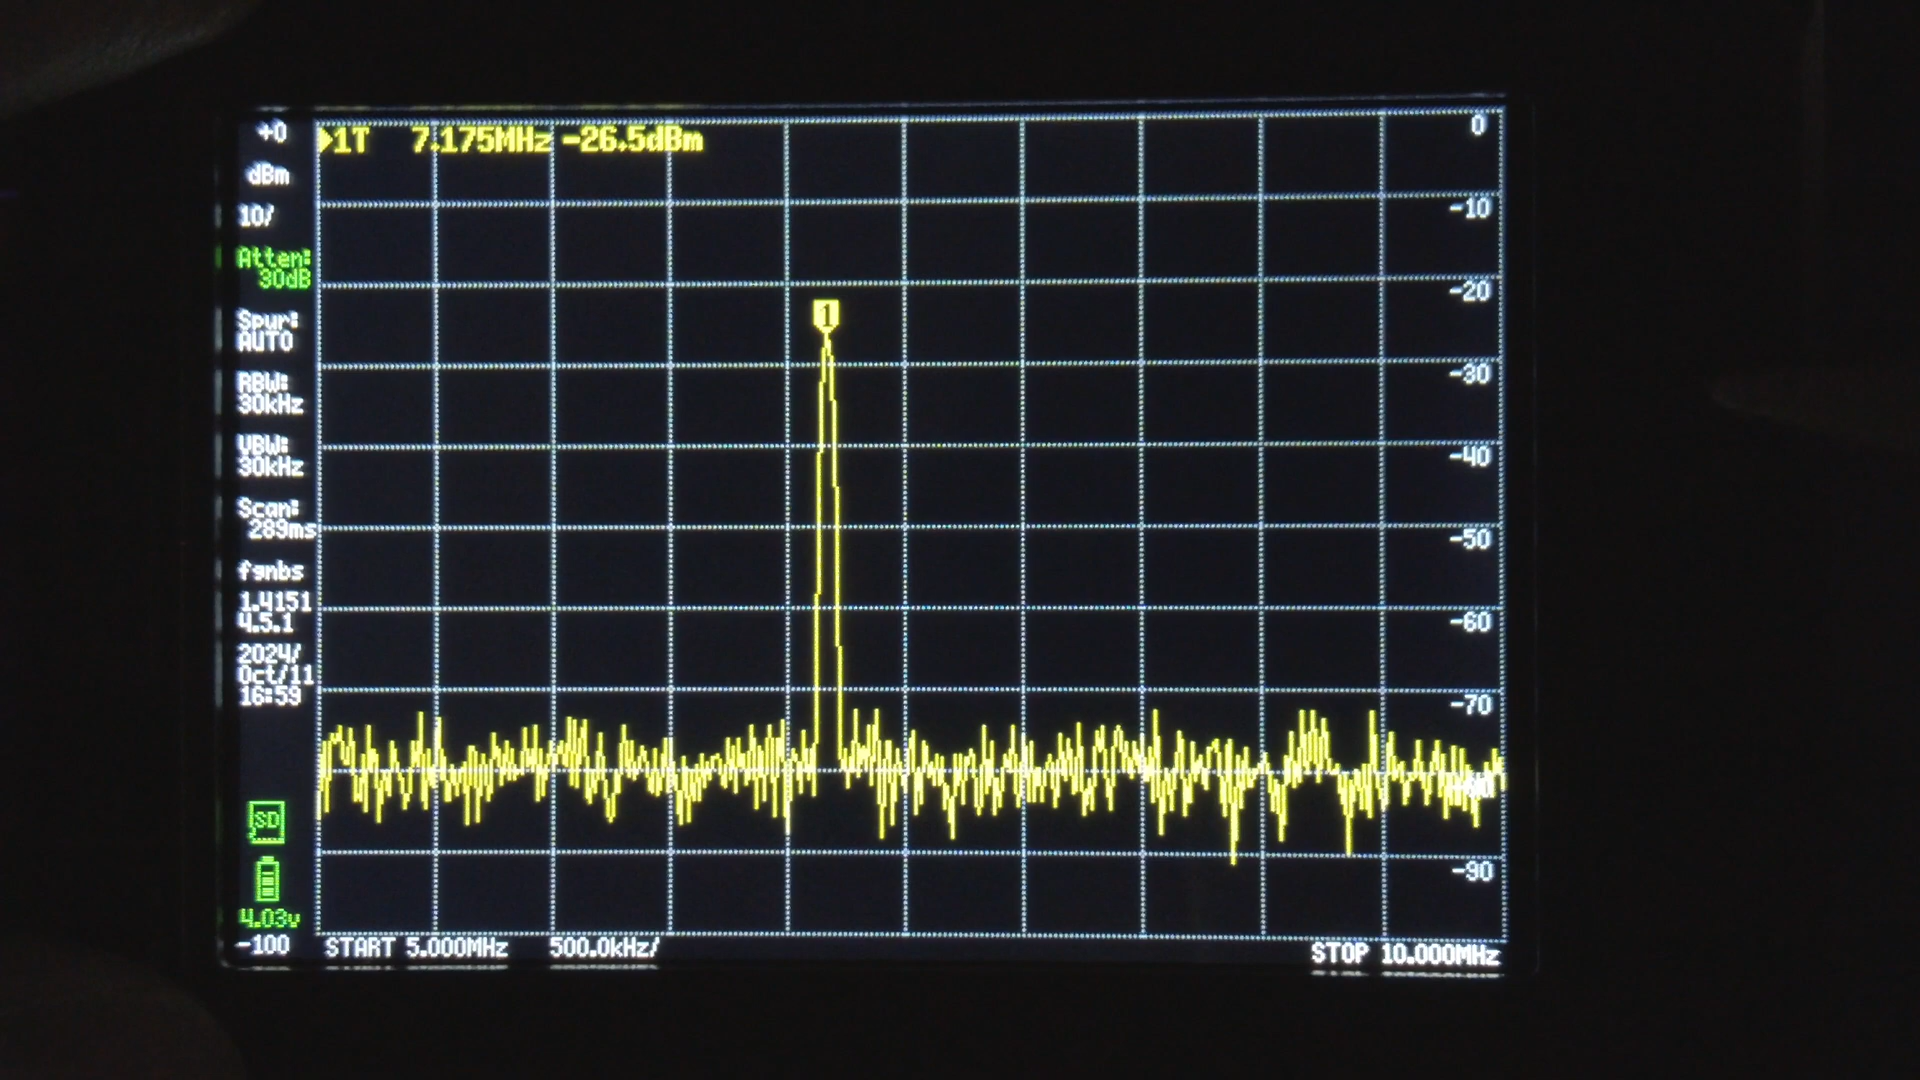 +0
dBm
10/
Atten:
30dB
Spur:
AUTO
RBW:
30kHz
VBW:
30kHz
Scan:
289ms
fgnbs
1.4151
4.5.1
2024/
Oct/11
16:59
SD
4.03v
-100
1T 7.175MHz -26.5dBm
1
0
-10
-20
-30
-40
-50
-60
-70
-90
START 5.000MHz 500.0kHz/ STOP 10.000MHz